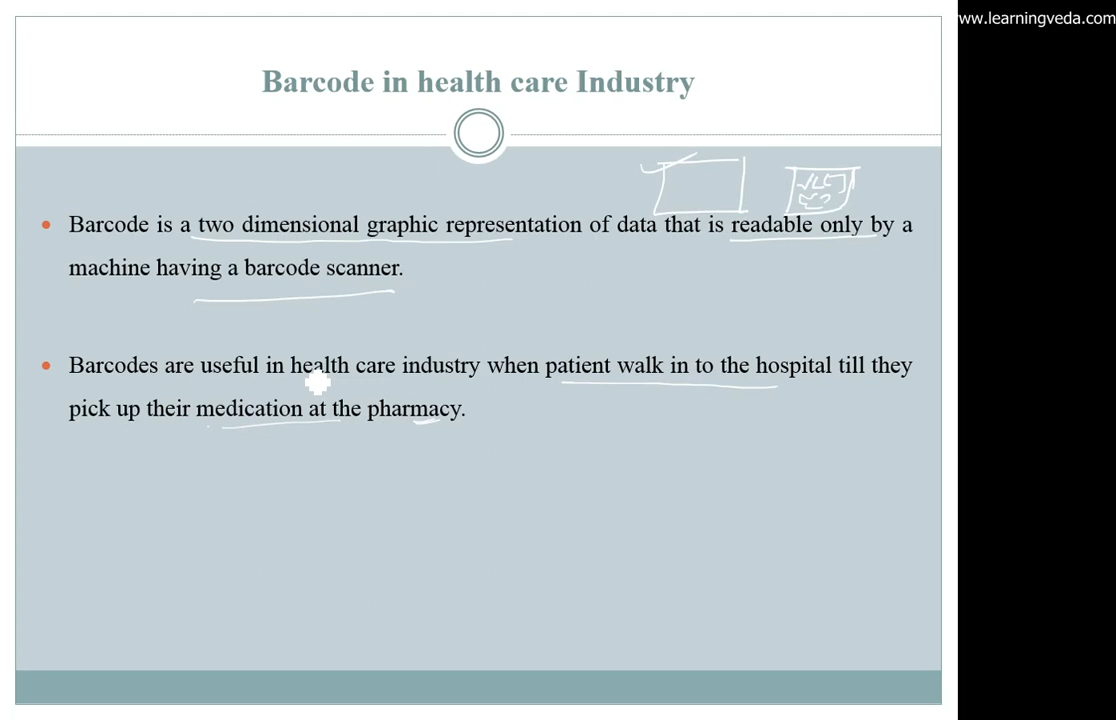 www.learningveda.com
Barcode in health care Industry
Barcode is a two dimensional graphic representation of data that is readable only by a
machine having a barcode scanner.
Barcodes are useful in health care industry when patient walk in to the hospital till they
pick up their medication at the pharmacy.